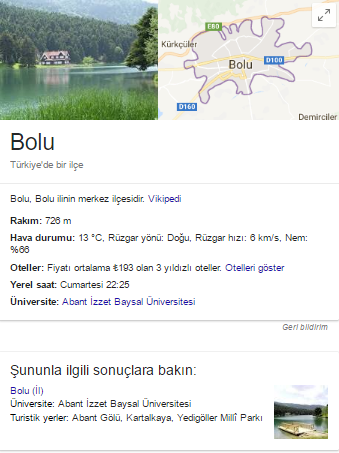 Kürkçüler
E80
Bolu
D100
D160
Demirciler
Bolu
Türkiye'de bir ilçe
Bolu, Bolu ilinin merkez ilçesidir. Vikipedi
Rakım: 726 m
Hava durumu: 13 °C, Rüzgar yönü: Doğu, Rüzgar hızı: 6 km/s, Nem:
%66
Oteller: Fiyatı ortalama ₺193 olan 3 yıldızlı oteller. Otelleri göster
Yerel saat: Cumartesi 22:25
Üniversite: Abant İzzet Baysal Üniversitesi
Geri bildirim
Şununla ilgili sonuçlara bakın:
Bolu (İl)
Üniversite: Abant İzzet Baysal Üniversitesi
Turistik yerler: Abant Gölü, Kartalkaya, Yedigöller Millî Parkı